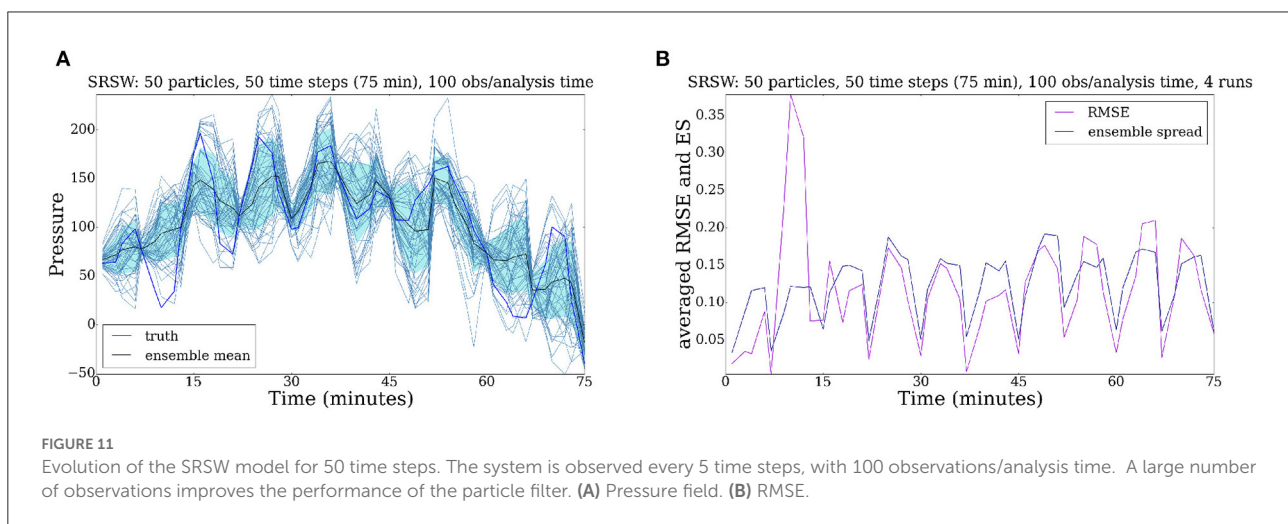 A
SRSW: 50 particles, 50 time steps (75 min), 100 obs/analysis time
Pressure
200
150
100
50
0
−50
0
15
30
45
60
75
truth
ensemble mean
Time (minutes)
B
SRSW: 50 particles, 50 time steps (75 min), 100 obs/analysis time, 4 runs
averaged RMSE and ES
0.35
0.30
0.25
0.20
0.15
0.10
0.05
0
15
30
45
60
75
RMSE
ensemble spread
Time (minutes)
FIGURE 11
Evolution of the SRSW model for 50 time steps. The system is observed every 5 time steps, with 100 observations/analysis time. A large number
of observations improves the performance of the particle filter. (A) Pressure field. (B) RMSE.